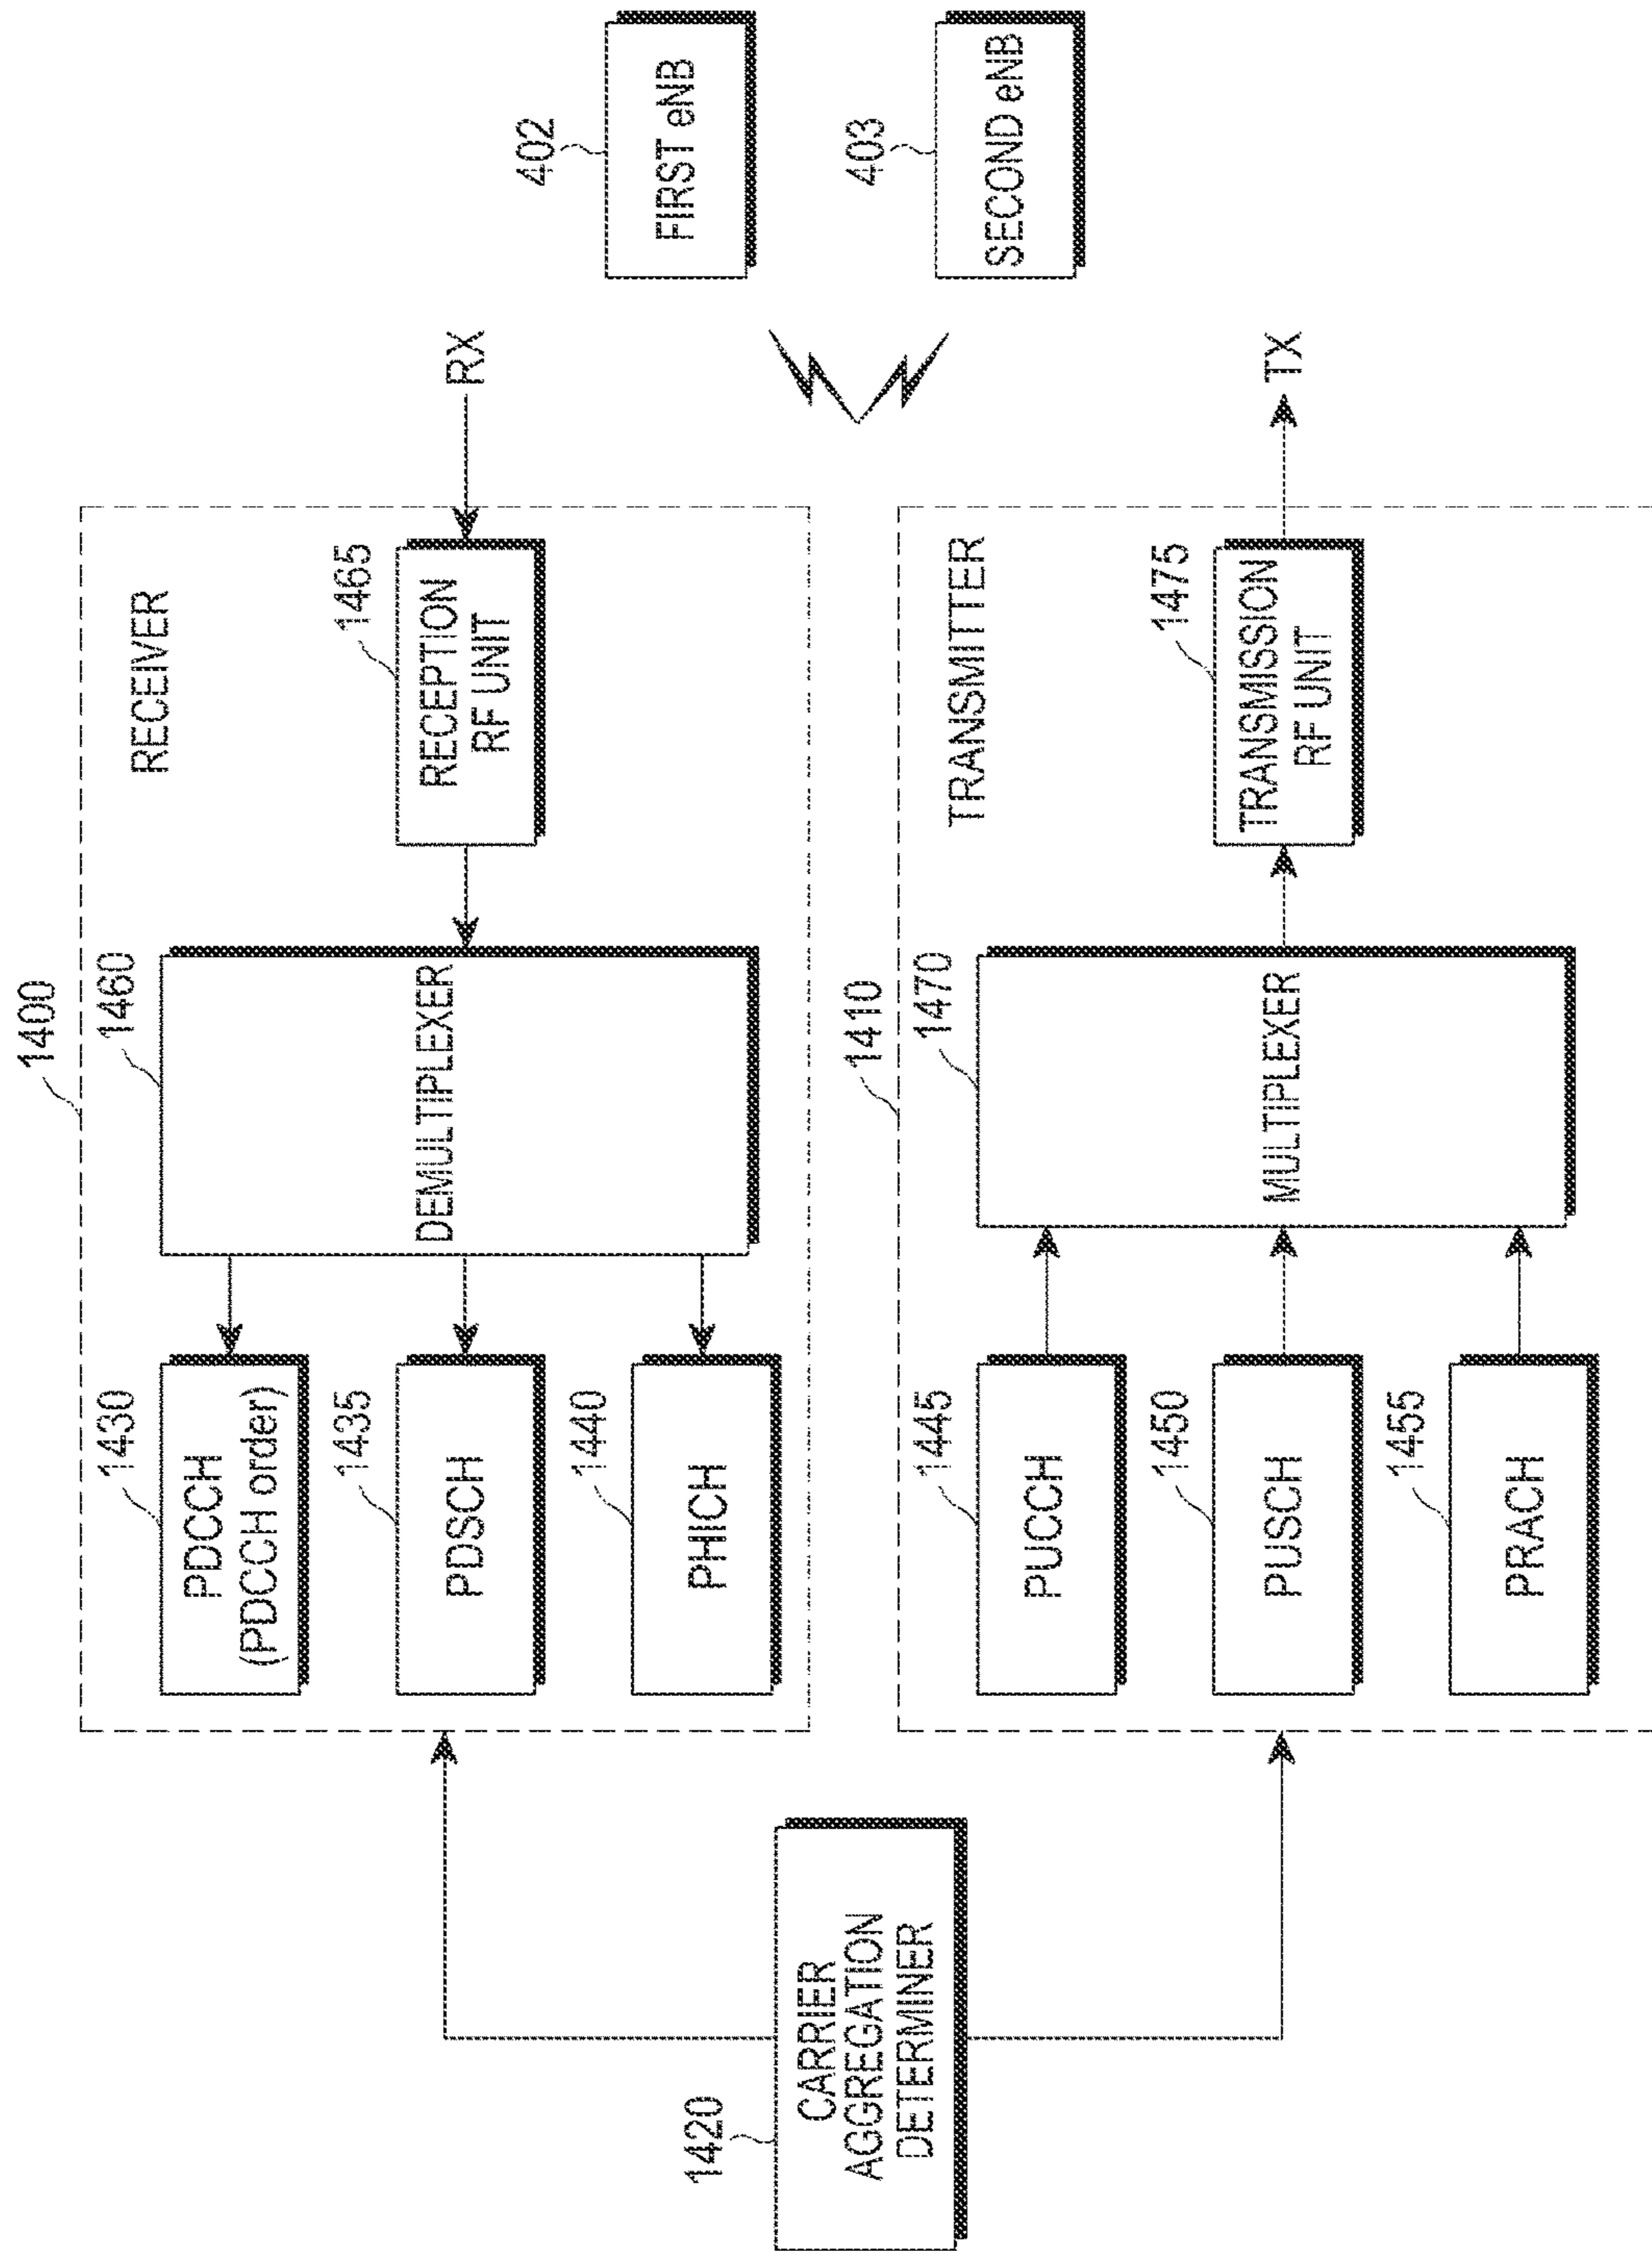 1400
RECEIVER
1430
PDCCH
(PDCCH order)
1460
DEMULTIPLEXER
1465
RECEPTION
RF UNIT
RX
1435
PDSCH
1440
PHICH
402
FIRST eNB
1420
CARRIER
AGGREGATION
DETERMINER
403
SECOND eNB
1410
TRANSMITTER
1445
PUCCH
1470
MULTIPLEXER
1475
TRANSMISSION
RF UNIT
TX
1450
PUSCH
1455
PRACH